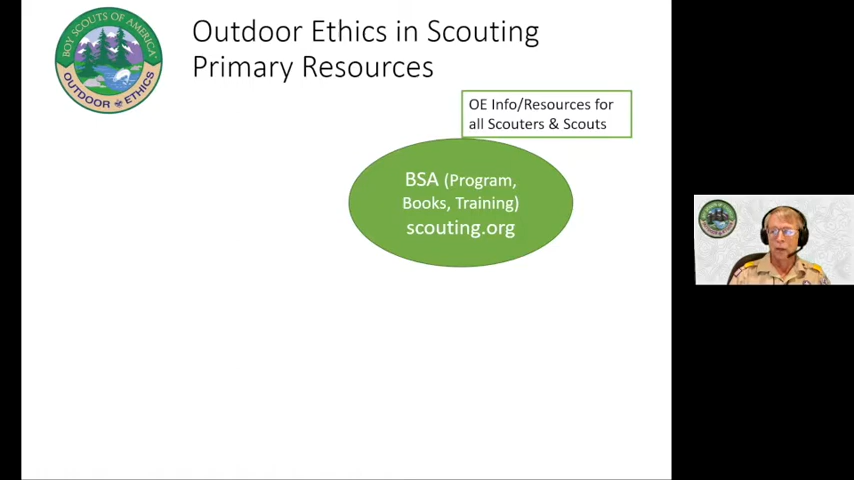 BOY SCOUTS OF AMERICA
OUTDOOR ETHICS
Outdoor Ethics in Scouting
Primary Resources
OE Info/Resources for
all Scouters & Scouts
BSA (Program,
Books, Training)
scouting.org